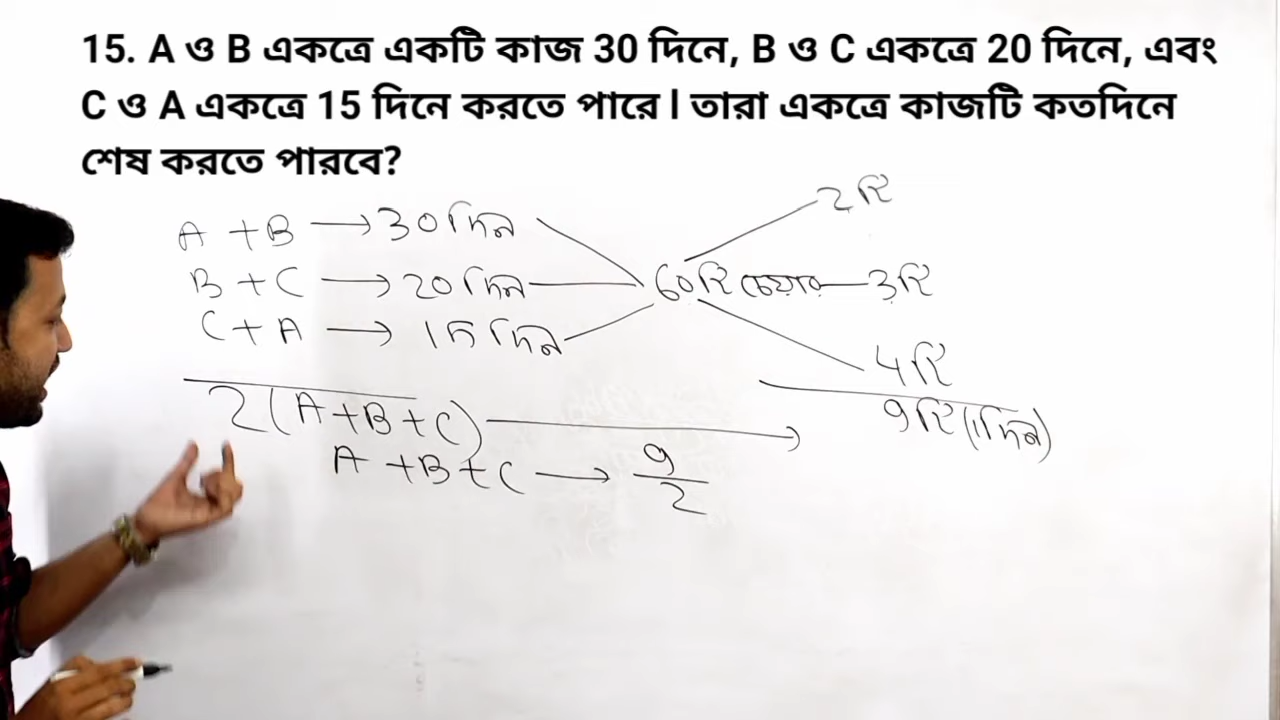 15. A ও B একত্রে একটি কাজ 30 দিনে, B ও C একত্রে 20 দিনে, এবং
C ও A একত্রে 15 দিনে করতে পারে l তারা একত্রে কাজটি কতদিনে
শেষ করতে পারবে?
A + B → 30 দিন
B + C → 20 দিন
C + A → 15 দিন
60 টি চেয়ার
2 টি
3 টি
4 টি
2 (A + B + C) → 9 টি (1 দিন)
A + B + C → 9/2